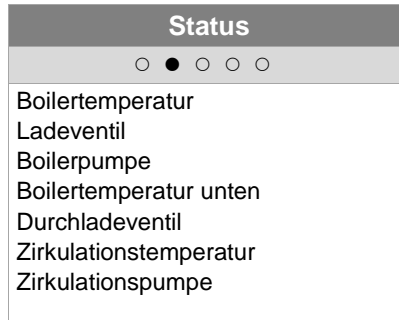 Status
Boilertemperatur
Ladeventil
Boilerpumpe
Boilertemperatur unten
Durchladeventil
Zirkulationstemperatur
Zirkulationspumpe